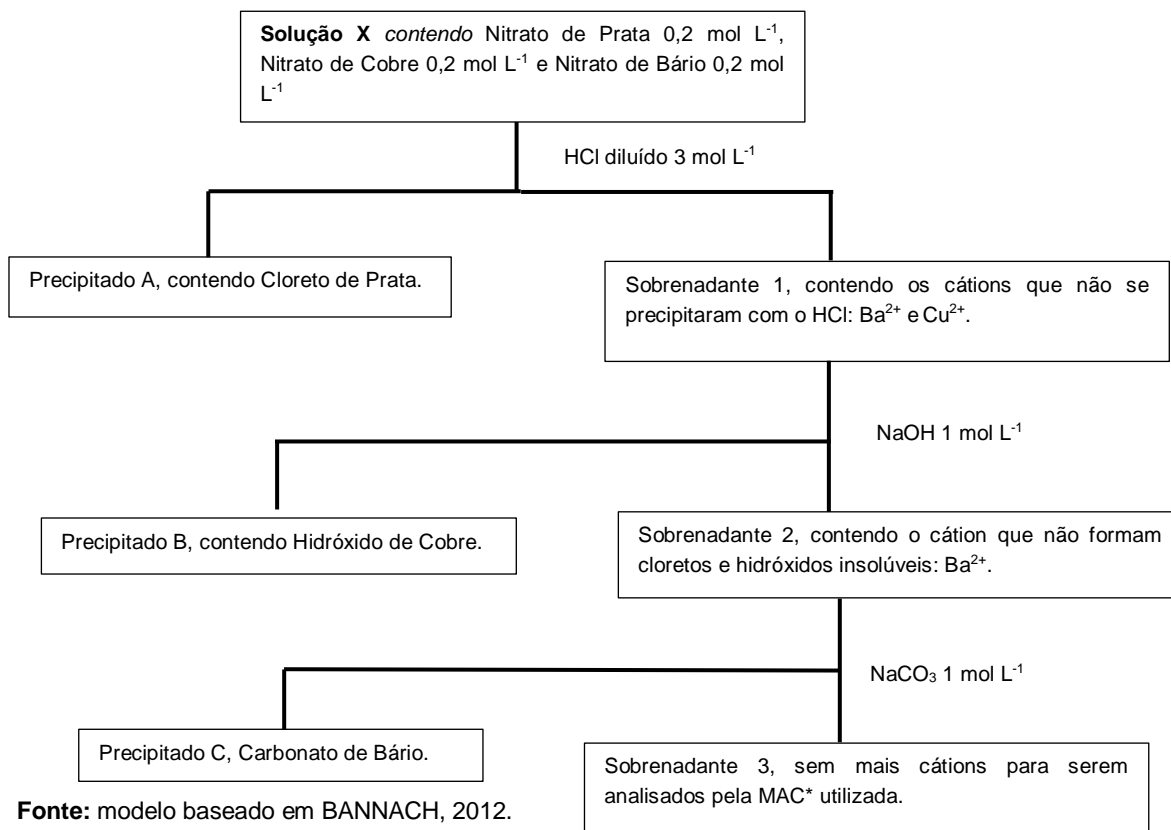 Solução X contendo Nitrato de Prata 0,2 mol L⁻¹,
Nitrato de Cobre 0,2 mol L⁻¹ e Nitrato de Bário 0,2 mol
L⁻¹
HCl diluído 3 mol L⁻¹
Precipitado A, contendo Cloreto de Prata.
Sobrenadante 1, contendo os cátions que não se
precipitaram com o HCl: Ba²⁺ e Cu²⁺.
NaOH 1 mol L⁻¹
Precipitado B, contendo Hidróxido de Cobre.
Sobrenadante 2, contendo o cátion que não formam
cloretos e hidróxidos insolúveis: Ba²⁺.
NaCO₃ 1 mol L⁻¹
Precipitado C, Carbonato de Bário.
Sobrenadante 3, sem mais cátions para serem
analisados pela MAC* utilizada.
Fonte: modelo baseado em BANNACH, 2012.